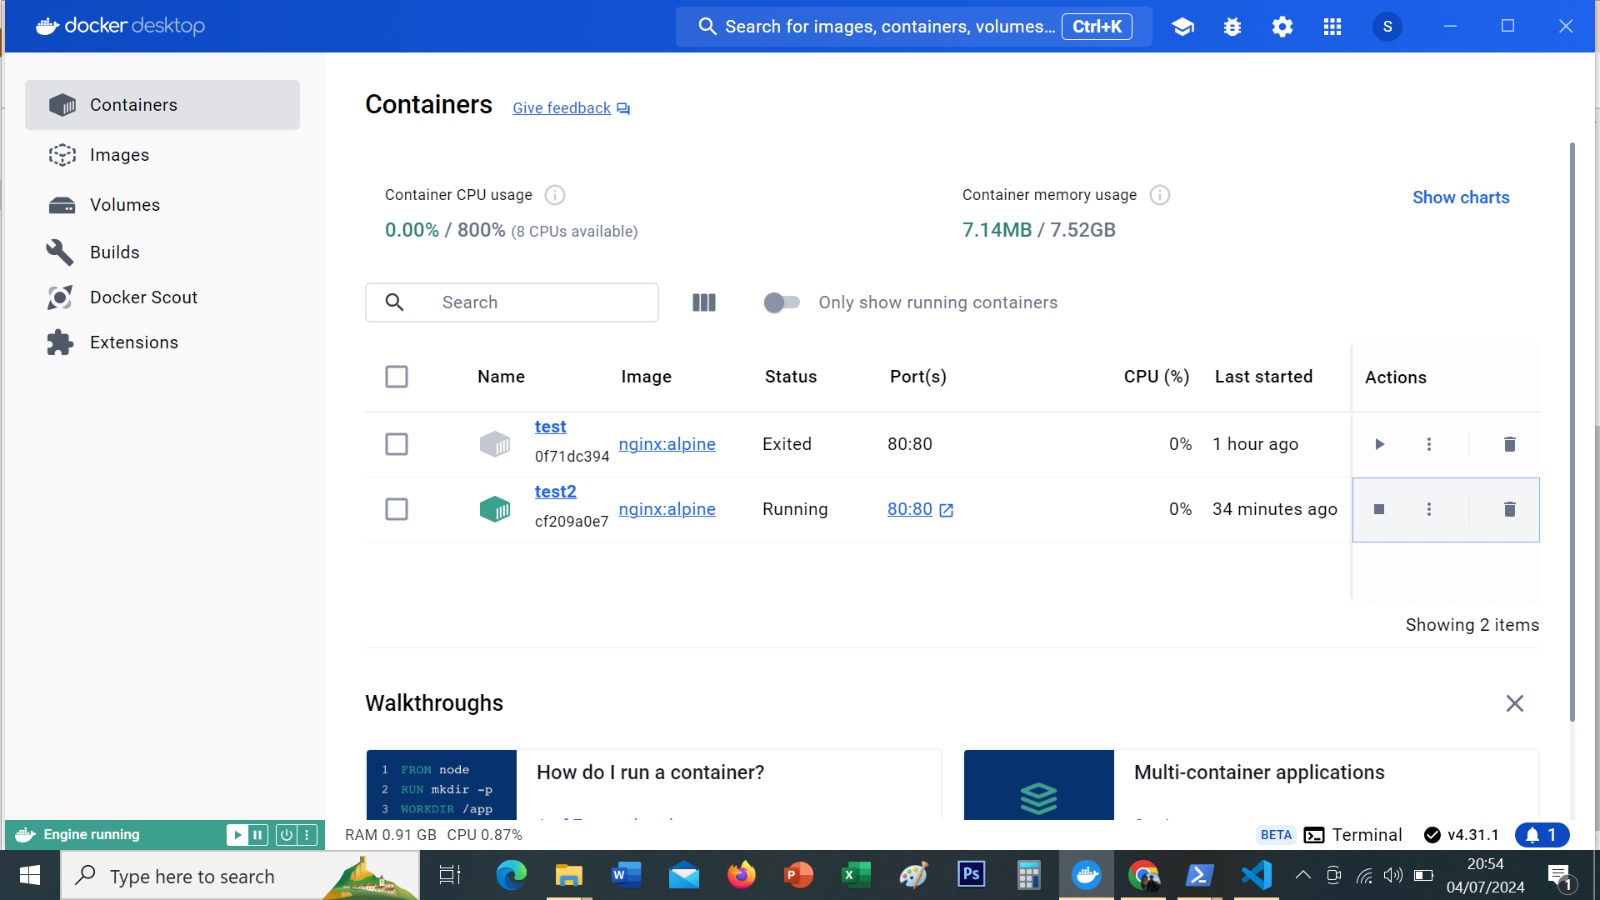 docker desktop
Search for images, containers, volumes... Ctrl+K
S
Containers
Images
Volumes
Builds
Docker Scout
Extensions
Containers Give feedback
Container CPU usage
0.00% / 800% (8 CPUs available)
Container memory usage
7.14MB / 7.52GB
Show charts
Search
Only show running containers
Name Image Status Port(s) CPU (%) Last started Actions
test
0f71dc394
nginx:alpine Exited 80:80 0% 1 hour ago
test2
cf209a0e7
nginx:alpine Running 80:80 0% 34 minutes ago
Showing 2 items
Walkthroughs
1 FROM node
2 RUN mkdir -p
3 WORKDIR /app
How do I run a container?
Multi-container applications
Engine running
RAM 0.91 GB CPU 0.87%
BETA Terminal v4.31.1 1
Type here to search
W
P
X
Ps
20:54
04/07/2024
1